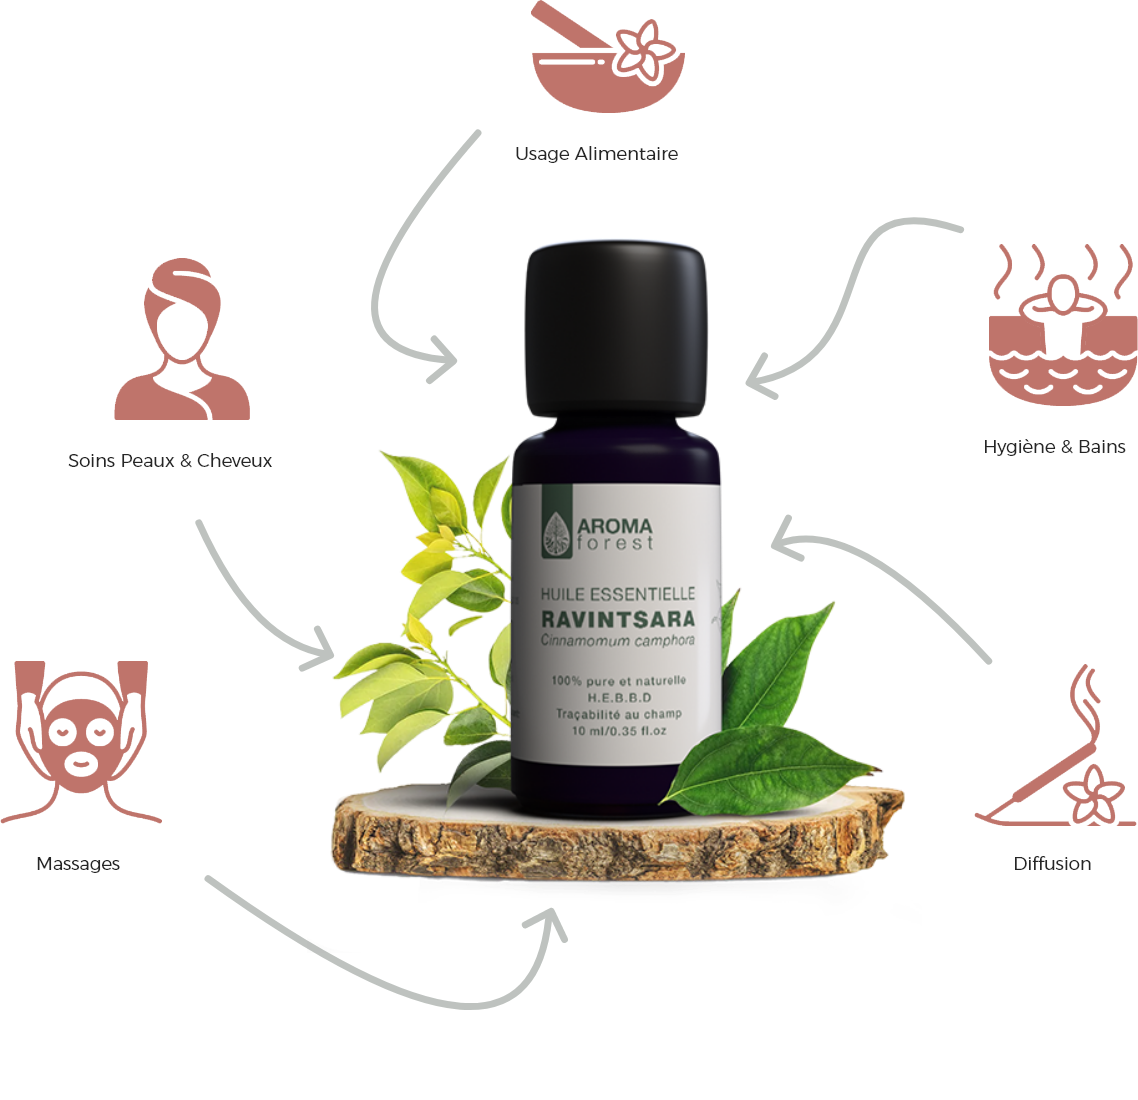 Usage Alimentaire
Soins Peaux & Cheveux
Hygiène & Bains
AROMA
forest
HUILE ESSENTIELLE
RAVINTSARA
Cinnamomum camphora
100% pure et naturelle
H.E.B.B.D
Traçabilité au champ
10 ml/0.35 fl.oz
Massages
Diffusion